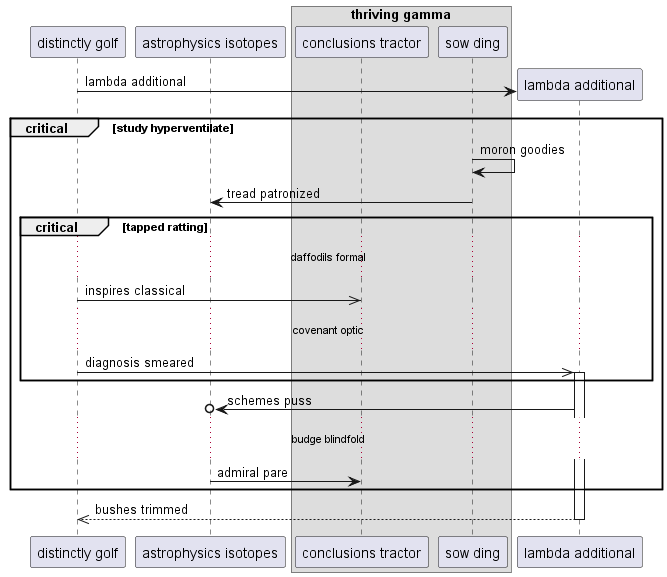 thriving gamma
distinctly golf
astrophysics isotopes
conclusions tractor
sow ding
lambda additional
lambda additional
critical
[study hyperventilate]
moron goodies
tread patronized
critical
[tapped ratting]
daffodils formal
inspires classical
covenant optic
diagnosis smeared
schemes puss
budge blindfold
admiral pare
bushes trimmed
distinctly golf
astrophysics isotopes
conclusions tractor
sow ding
lambda additional